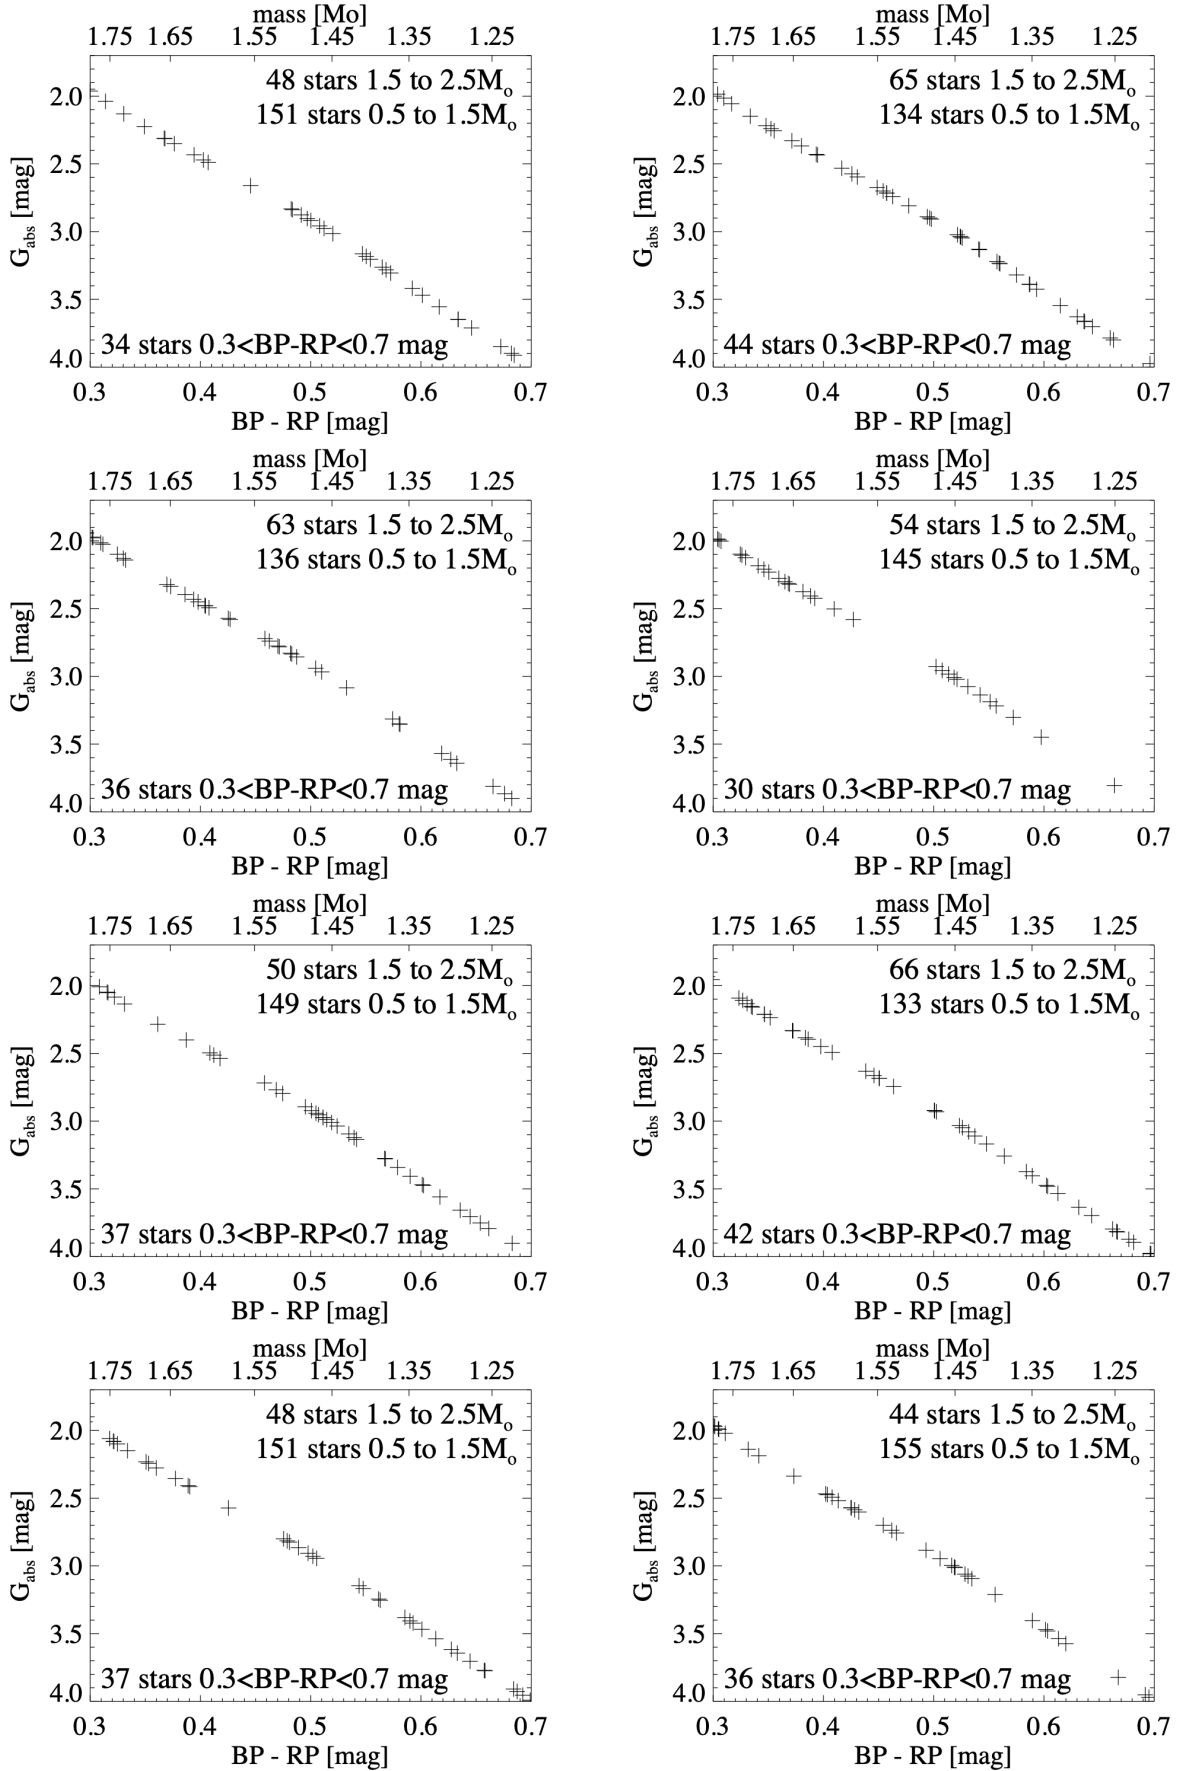 mass [Mo]
1.75 1.65 1.55 1.45 1.35 1.25
48 stars 1.5 to 2.5Mo
151 stars 0.5 to 1.5Mo
Gabs [mag]
2.0
2.5
3.0
3.5
4.0
34 stars 0.3<BP-RP<0.7 mag
0.3 0.4 0.5 0.6 0.7
BP - RP [mag]
mass [Mo]
1.75 1.65 1.55 1.45 1.35 1.25
65 stars 1.5 to 2.5Mo
134 stars 0.5 to 1.5Mo
Gabs [mag]
2.0
2.5
3.0
3.5
4.0
44 stars 0.3<BP-RP<0.7 mag
0.3 0.4 0.5 0.6 0.7
BP - RP [mag]
mass [Mo]
1.75 1.65 1.55 1.45 1.35 1.25
63 stars 1.5 to 2.5Mo
136 stars 0.5 to 1.5Mo
Gabs [mag]
2.0
2.5
3.0
3.5
4.0
36 stars 0.3<BP-RP<0.7 mag
0.3 0.4 0.5 0.6 0.7
BP - RP [mag]
mass [Mo]
1.75 1.65 1.55 1.45 1.35 1.25
54 stars 1.5 to 2.5Mo
145 stars 0.5 to 1.5Mo
Gabs [mag]
2.0
2.5
3.0
3.5
4.0
30 stars 0.3<BP-RP<0.7 mag
0.3 0.4 0.5 0.6 0.7
BP - RP [mag]
mass [Mo]
1.75 1.65 1.55 1.45 1.35 1.25
50 stars 1.5 to 2.5Mo
149 stars 0.5 to 1.5Mo
Gabs [mag]
2.0
2.5
3.0
3.5
4.0
37 stars 0.3<BP-RP<0.7 mag
0.3 0.4 0.5 0.6 0.7
BP - RP [mag]
mass [Mo]
1.75 1.65 1.55 1.45 1.35 1.25
66 stars 1.5 to 2.5Mo
133 stars 0.5 to 1.5Mo
Gabs [mag]
2.0
2.5
3.0
3.5
4.0
42 stars 0.3<BP-RP<0.7 mag
0.3 0.4 0.5 0.6 0.7
BP - RP [mag]
mass [Mo]
1.75 1.65 1.55 1.45 1.35 1.25
48 stars 1.5 to 2.5Mo
151 stars 0.5 to 1.5Mo
Gabs [mag]
2.0
2.5
3.0
3.5
4.0
37 stars 0.3<BP-RP<0.7 mag
0.3 0.4 0.5 0.6 0.7
BP - RP [mag]
mass [Mo]
1.75 1.65 1.55 1.45 1.35 1.25
44 stars 1.5 to 2.5Mo
155 stars 0.5 to 1.5Mo
Gabs [mag]
2.0
2.5
3.0
3.5
4.0
36 stars 0.3<BP-RP<0.7 mag
0.3 0.4 0.5 0.6 0.7
BP - RP [mag]